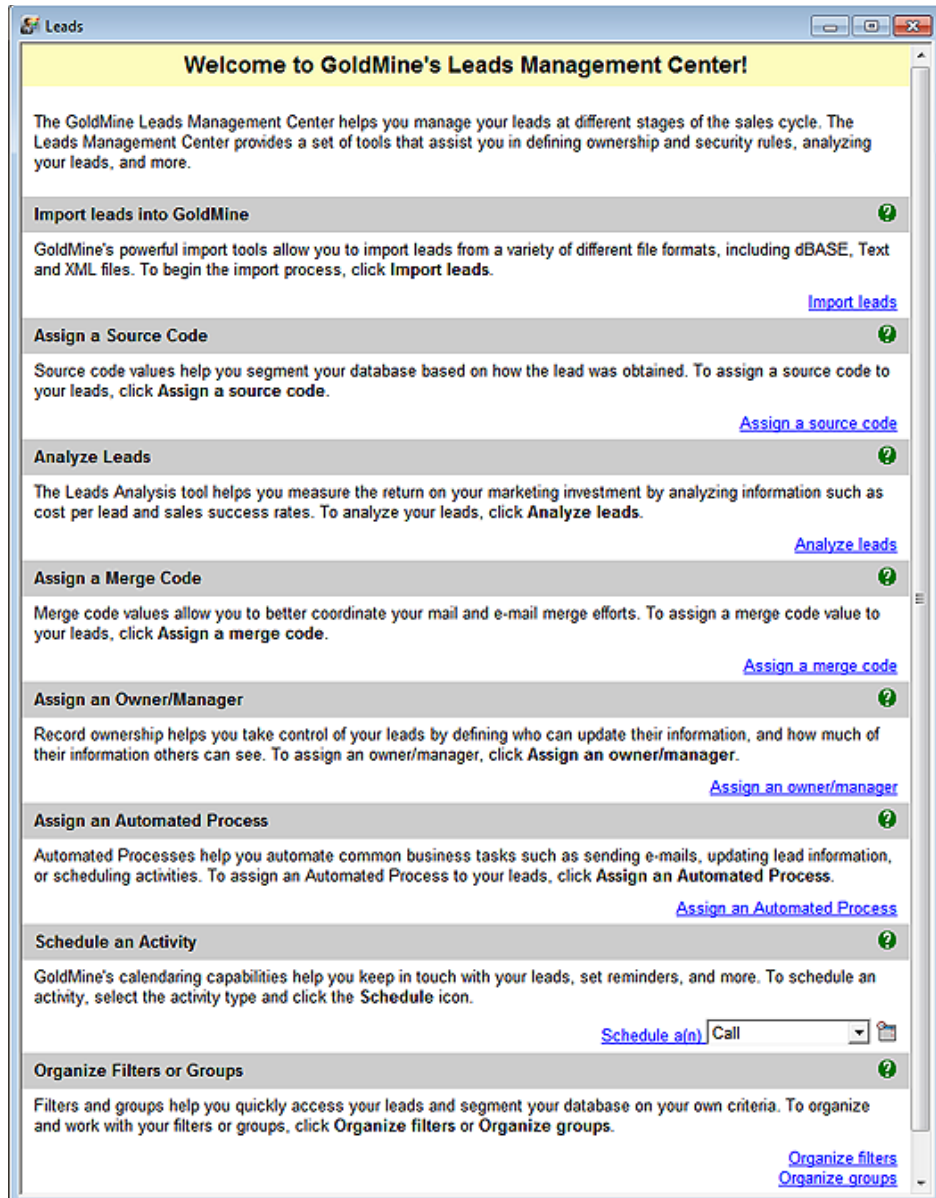 Leads
Welcome to GoldMine's Leads Management Center!
The GoldMine Leads Management Center helps you manage your leads at different stages of the sales cycle. The
Leads Management Center provides a set of tools that assist you in defining ownership and security rules, analyzing
your leads, and more.
Import leads into GoldMine
GoldMine's powerful import tools allow you to import leads from a variety of different file formats, including dBASE, Text
and XML files. To begin the import process, click Import leads.
Import leads
Assign a Source Code
Source code values help you segment your database based on how the lead was obtained. To assign a source code to
your leads, click Assign a source code.
Assign a source code
Analyze Leads
The Leads Analysis tool helps you measure the return on your marketing investment by analyzing information such as
cost per lead and sales success rates. To analyze your leads, click Analyze leads.
Analyze leads
Assign a Merge Code
Merge code values allow you to better coordinate your mail and e-mail merge efforts. To assign a merge code value to
your leads, click Assign a merge code.
Assign a merge code
Assign an Owner/Manager
Record ownership helps you take control of your leads by defining who can update their information, and how much of
their information others can see. To assign an owner/manager, click Assign an owner/manager.
Assign an owner/manager
Assign an Automated Process
Automated Processes help you automate common business tasks such as sending e-mails, updating lead information,
or scheduling activities. To assign an Automated Process to your leads, click Assign an Automated Process.
Assign an Automated Process
Schedule an Activity
GoldMine's calendaring capabilities help you keep in touch with your leads, set reminders, and more. To schedule an
activity, select the activity type and click the Schedule icon.
Schedule a(n) Call
Organize Filters or Groups
Filters and groups help you quickly access your leads and segment your database on your own criteria. To organize
and work with your filters or groups, click Organize filters or Organize groups.
Organize filters
Organize groups